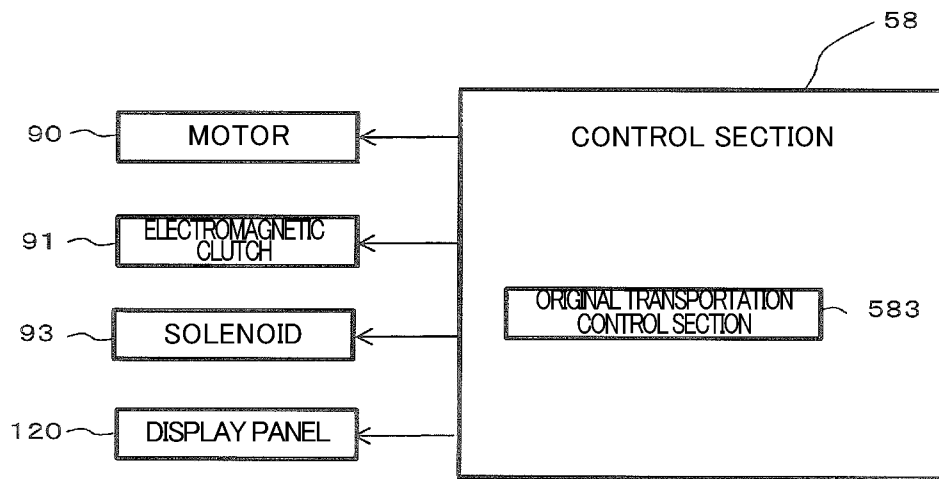 58
90
MOTOR
CONTROL SECTION
91
ELECTROMAGNETIC
CLUTCH
ORIGINAL TRANSPORTATION
CONTROL SECTION
583
93
SOLENOID
120
DISPLAY PANEL